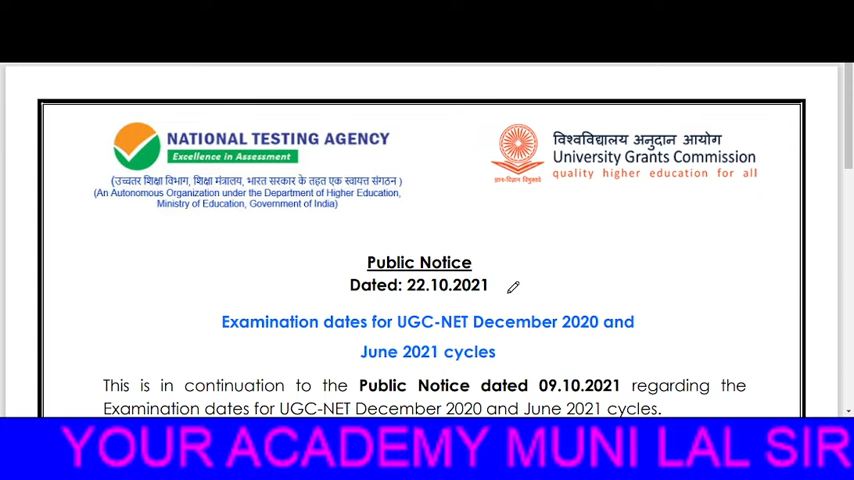 NATIONAL TESTING AGENCY
Excellence in Assessment
(उच्चतर शिक्षा विभाग, शिक्षा मंत्रालय, भारत सरकार के तहत एक स्वायत्त संगठन )
(An Autonomous Organization under the Department of Higher Education,
Ministry of Education, Government of India)
विश्वविद्यालय अनुदान आयोग
University Grants Commission
quality higher education for all
ज्ञान-विज्ञान विमुक्तये
Public Notice
Dated: 22.10.2021
Examination dates for UGC-NET December 2020 and
June 2021 cycles
This is in continuation to the Public Notice dated 09.10.2021 regarding the
Examination dates for UGC-NET December 2020 and June 2021 cycles.
YOUR ACADEMY MUNI LAL SIR